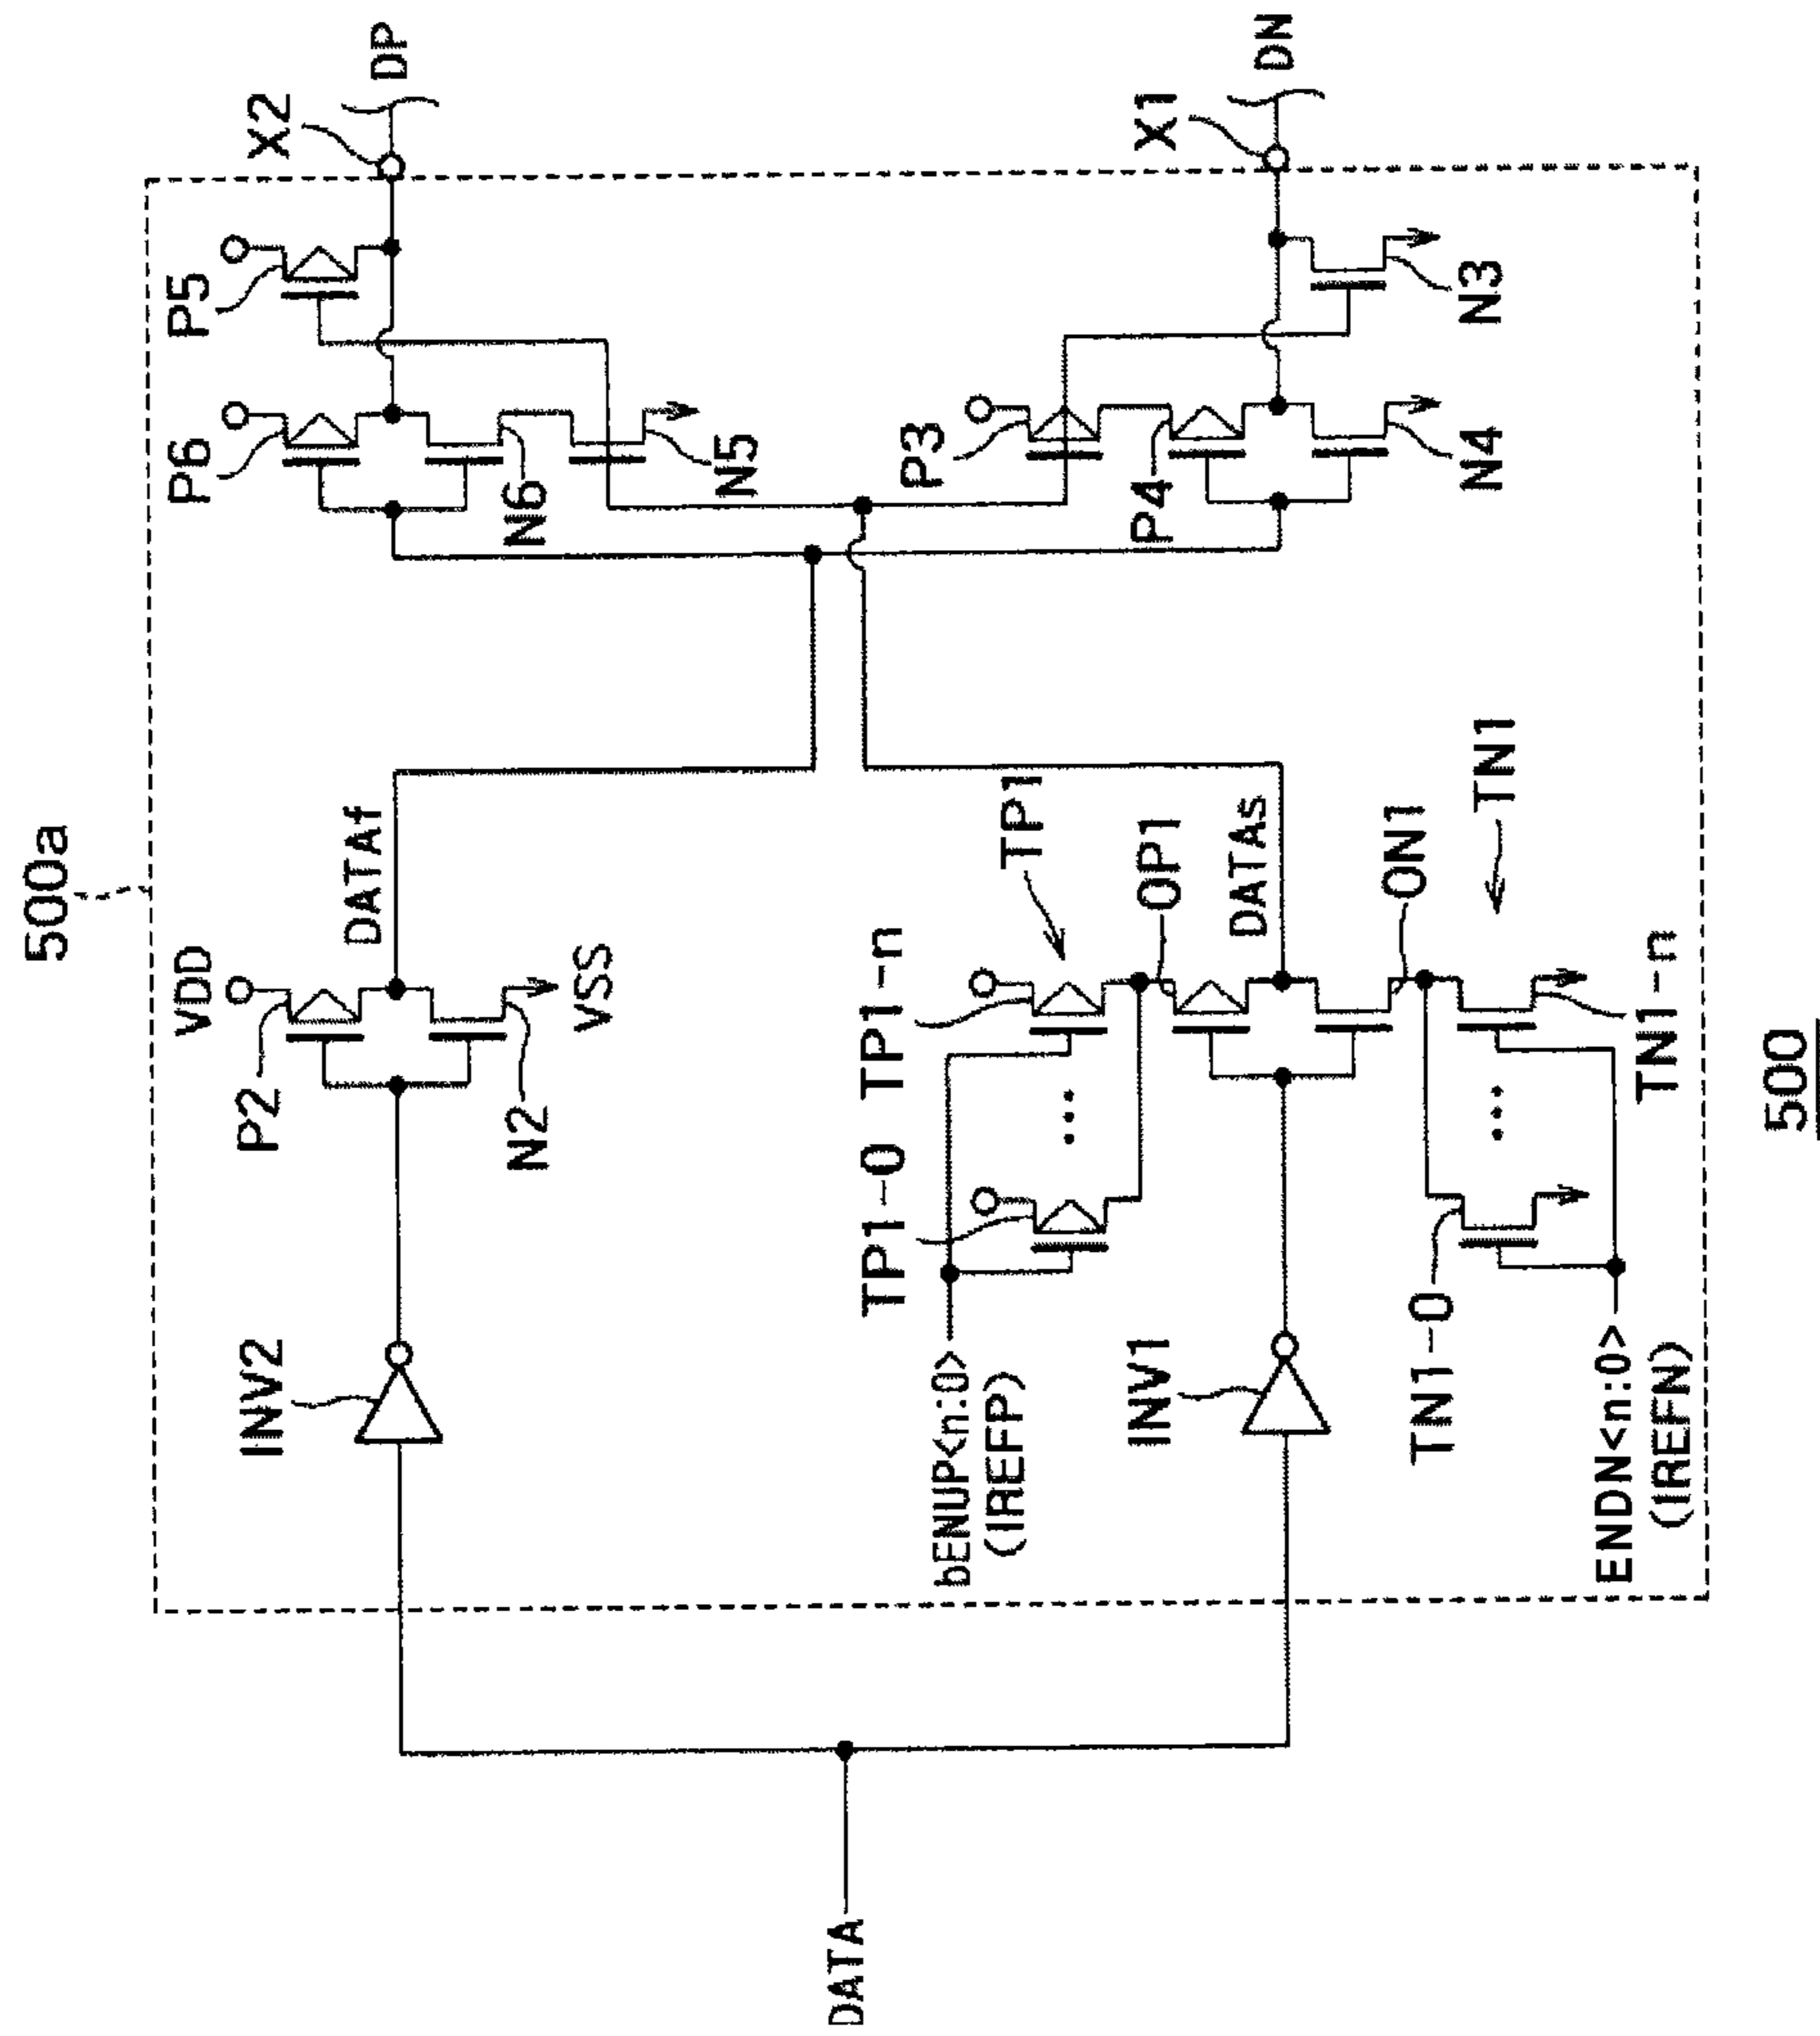 500a
VDD
P2
INV2
N2
VSS
DATAf
P6
P5
X2
DP
N6
N5
DATA
TP1-0
TP1-n
TP1
bENUP<n:0>
(IREFP)
OP1
DATAs
INV1
ON1
TN1
TN1-0
TN1-n
ENDN<n:0>
(IREFN)
P3
P4
X1
DN
N4
N3
500